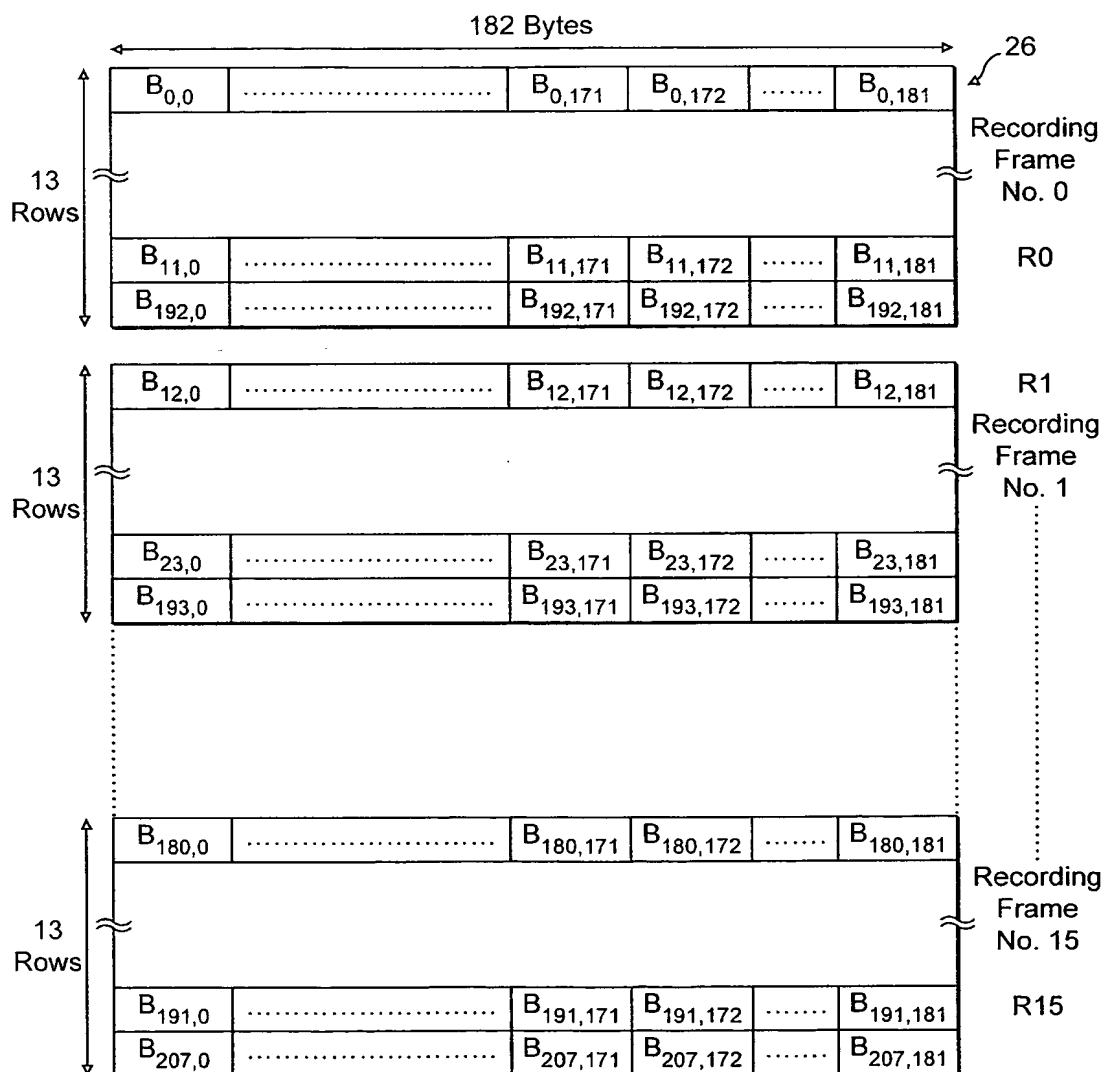 182 Bytes
26
B0,0 ........................ B0,171 B0,172 ....... B0,181
Recording
Frame
No. 0
13
Rows
B11,0 ........................ B11,171 B11,172 ....... B11,181
R0
B192,0 ........................ B192,171 B192,172 ....... B192,181
B12,0 ........................ B12,171 B12,172 ....... B12,181
R1
Recording
Frame
No. 1
13
Rows
B23,0 ........................ B23,171 B23,172 ....... B23,181
B193,0 ........................ B193,171 B193,172 ....... B193,181
B180,0 ........................ B180,171 B180,172 ....... B180,181
Recording
Frame
No. 15
13
Rows
B191,0 ........................ B191,171 B191,172 ....... B191,181
R15
B207,0 ........................ B207,171 B207,172 ....... B207,181